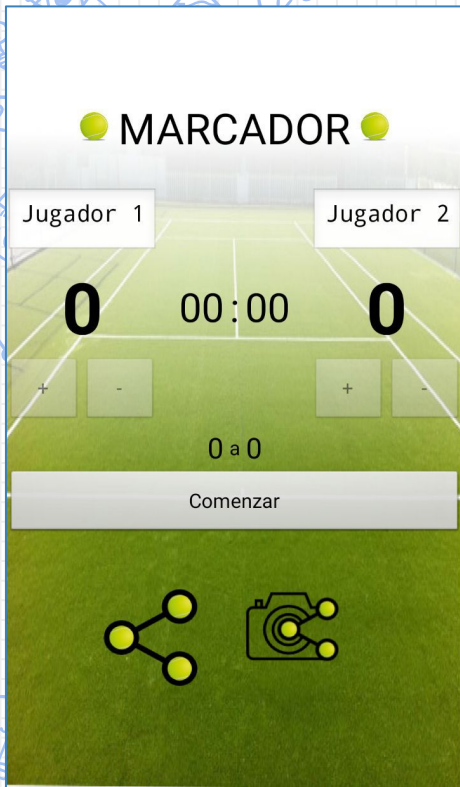 MARCADOR
Jugador 1 Jugador 2
0 00:00 0
+ - + -
0 a 0
Comenzar